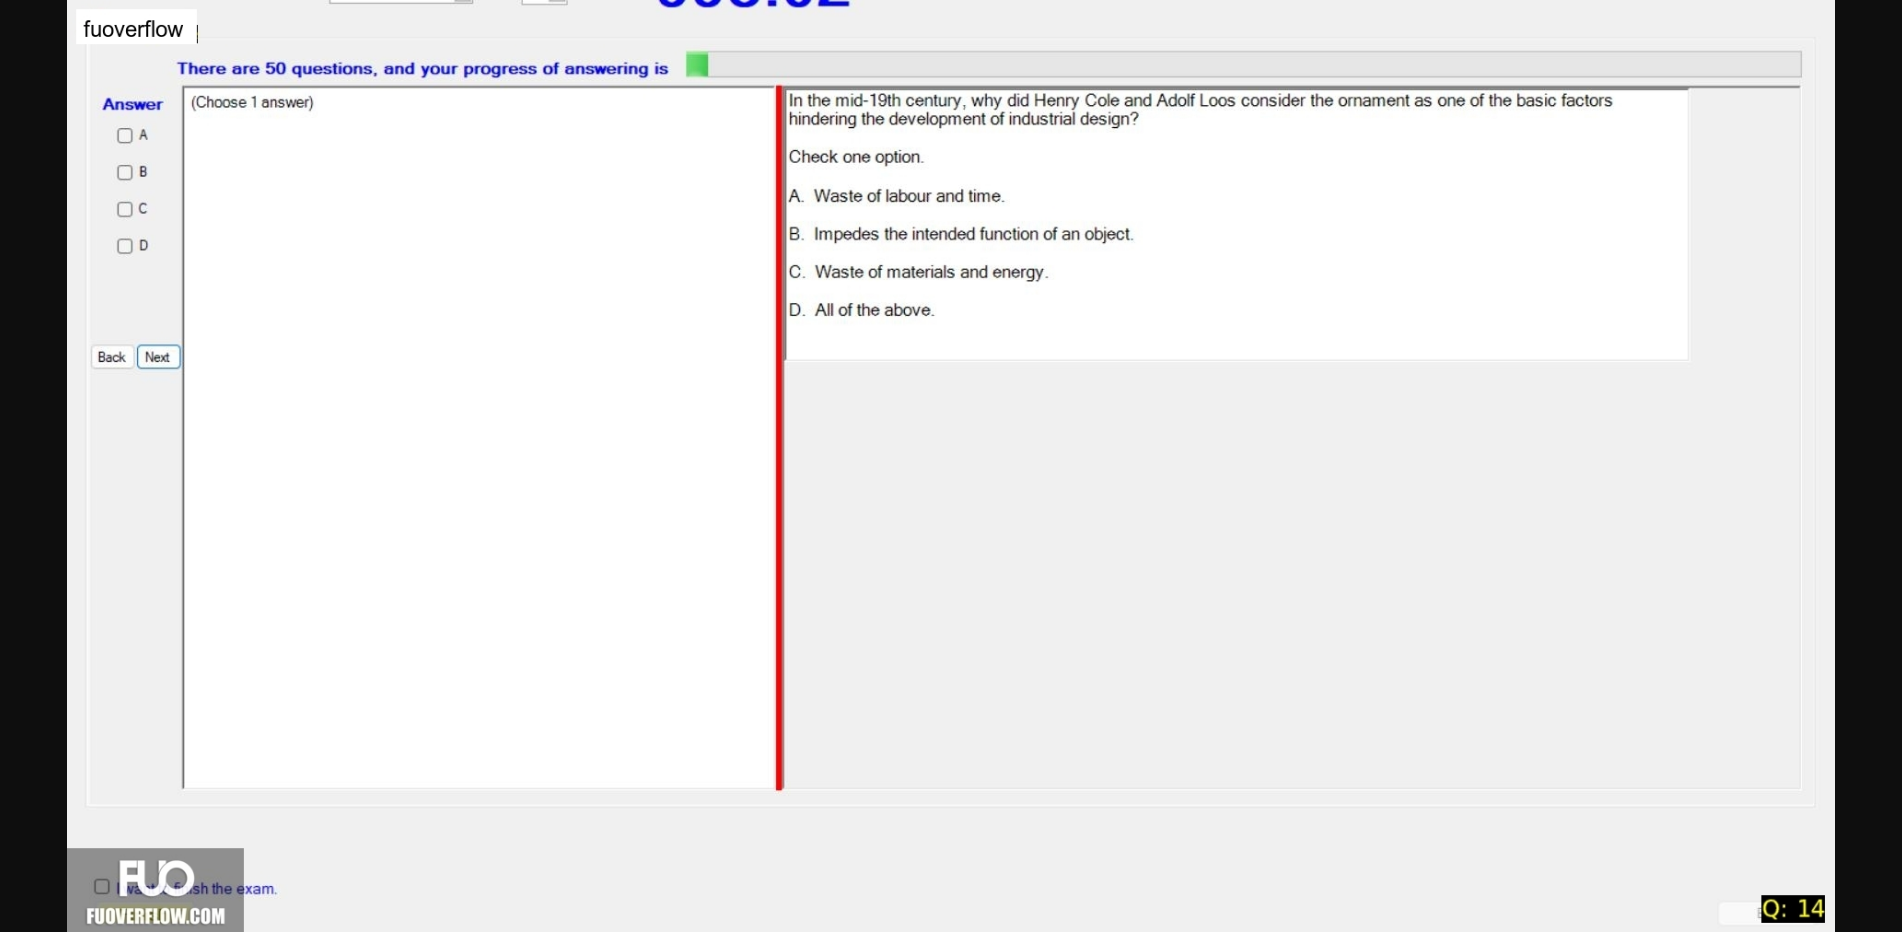 fuoverflow
There are 50 questions, and your progress of answering is
Answer
(Choose 1 answer)
A
B
C
D
Back Next
In the mid-19th century, why did Henry Cole and Adolf Loos consider the ornament as one of the basic factors
hindering the development of industrial design?
Check one option.
A. Waste of labour and time.
B. Impedes the intended function of an object.
C. Waste of materials and energy.
D. All of the above.
FUO
sh the exam.
FUOVERFLOW.COM
Q: 14